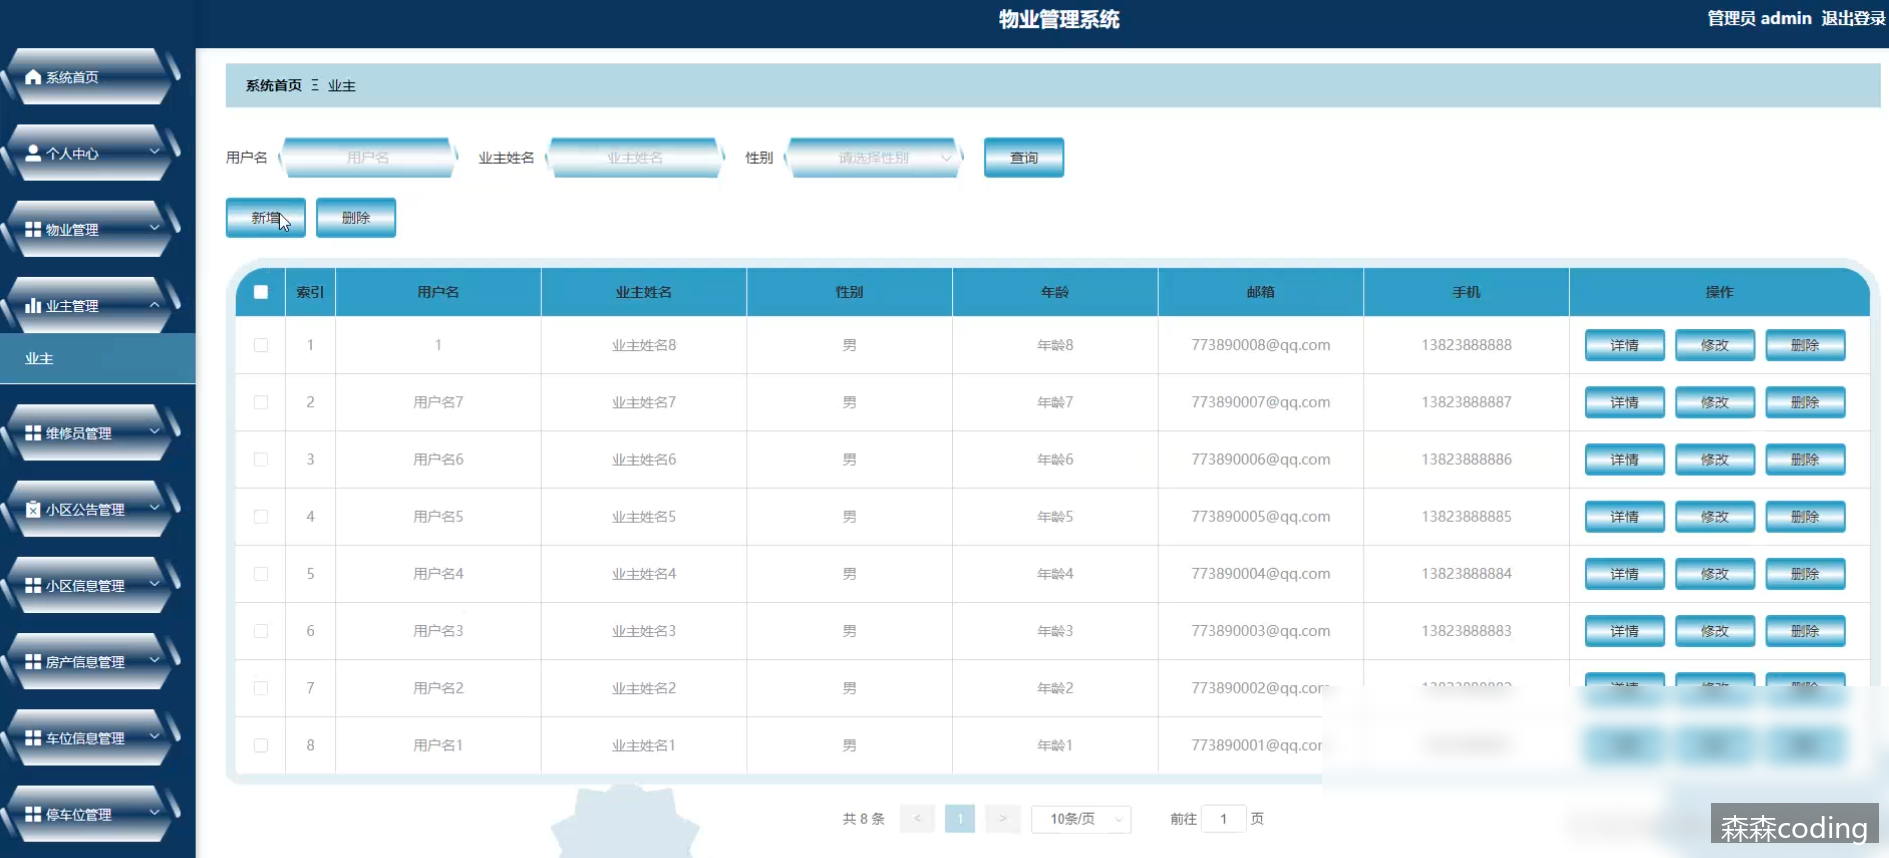 物业管理系统
管理员 admin 退出登录
系统首页
个人中心
物业管理
业主管理
业主
维修员管理
小区公告管理
小区信息管理
房产信息管理
车位信息管理
停车位管理
系统首页 Ξ 业主
用户名 用户名 业主姓名 业主姓名 性别 请选择性别 查询
新增 删除
索引 用户名 业主姓名 性别 年龄 邮箱 手机 操作
1 1 业主姓名8 男 年龄8 773890008@qq.com 13823888888 详情 修改 删除
2 用户名7 业主姓名7 男 年龄7 773890007@qq.com 13823888887 详情 修改 删除
3 用户名6 业主姓名6 男 年龄6 773890006@qq.com 13823888886 详情 修改 删除
4 用户名5 业主姓名5 男 年龄5 773890005@qq.com 13823888885 详情 修改 删除
5 用户名4 业主姓名4 男 年龄4 773890004@qq.com 13823888884 详情 修改 删除
6 用户名3 业主姓名3 男 年龄3 773890003@qq.com 13823888883 详情 修改 删除
7 用户名2 业主姓名2 男 年龄2 773890002@qq.com
8 用户名1 业主姓名1 男 年龄1 773890001@qq.com
共 8 条 < 1 > 10条/页 前往 1 页
森森coding